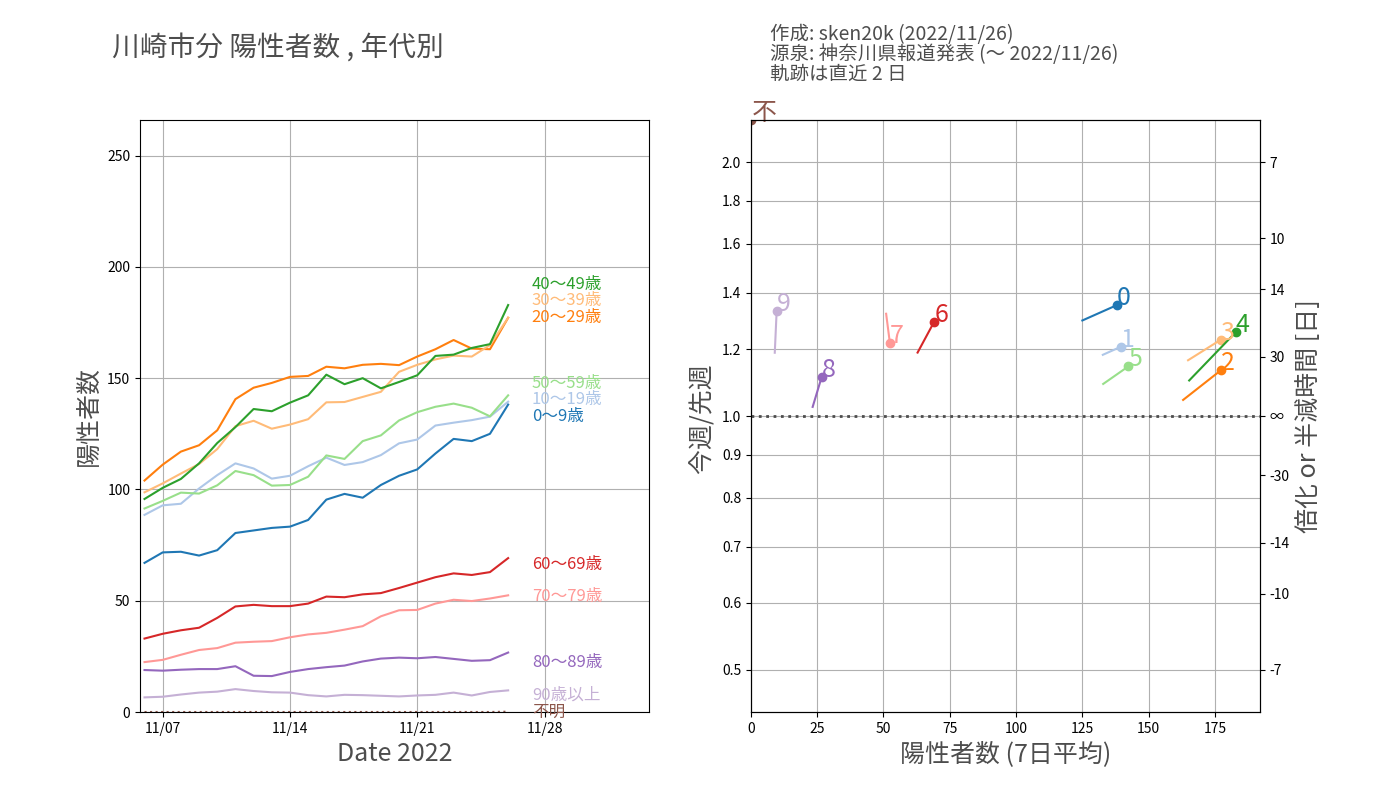 川崎市分 陽性者数 , 年代別
作成: sken20k (2022/11/26)
源泉: 神奈川県報道発表 (〜 2022/11/26)
軌跡は直近 2 日
陽性者数
250
200
150
100
50
0
11/07
11/14
11/21
11/28
Date 2022
40〜49歳
30〜39歳
20〜29歳
50〜59歳
10〜19歳
0〜9歳
60〜69歳
70〜79歳
80〜89歳
90歳以上
不明
今週/先週
2.0
1.8
1.6
1.4
1.2
1.0
0.9
0.8
0.7
0.6
0.5
不
9
8
7
6
0
1
5
3
4
2
0
25
50
75
100
125
150
175
陽性者数 (7日平均)
7
10
14
30
∞
-30
-14
-10
-7
倍化 or 半減時間 [日]